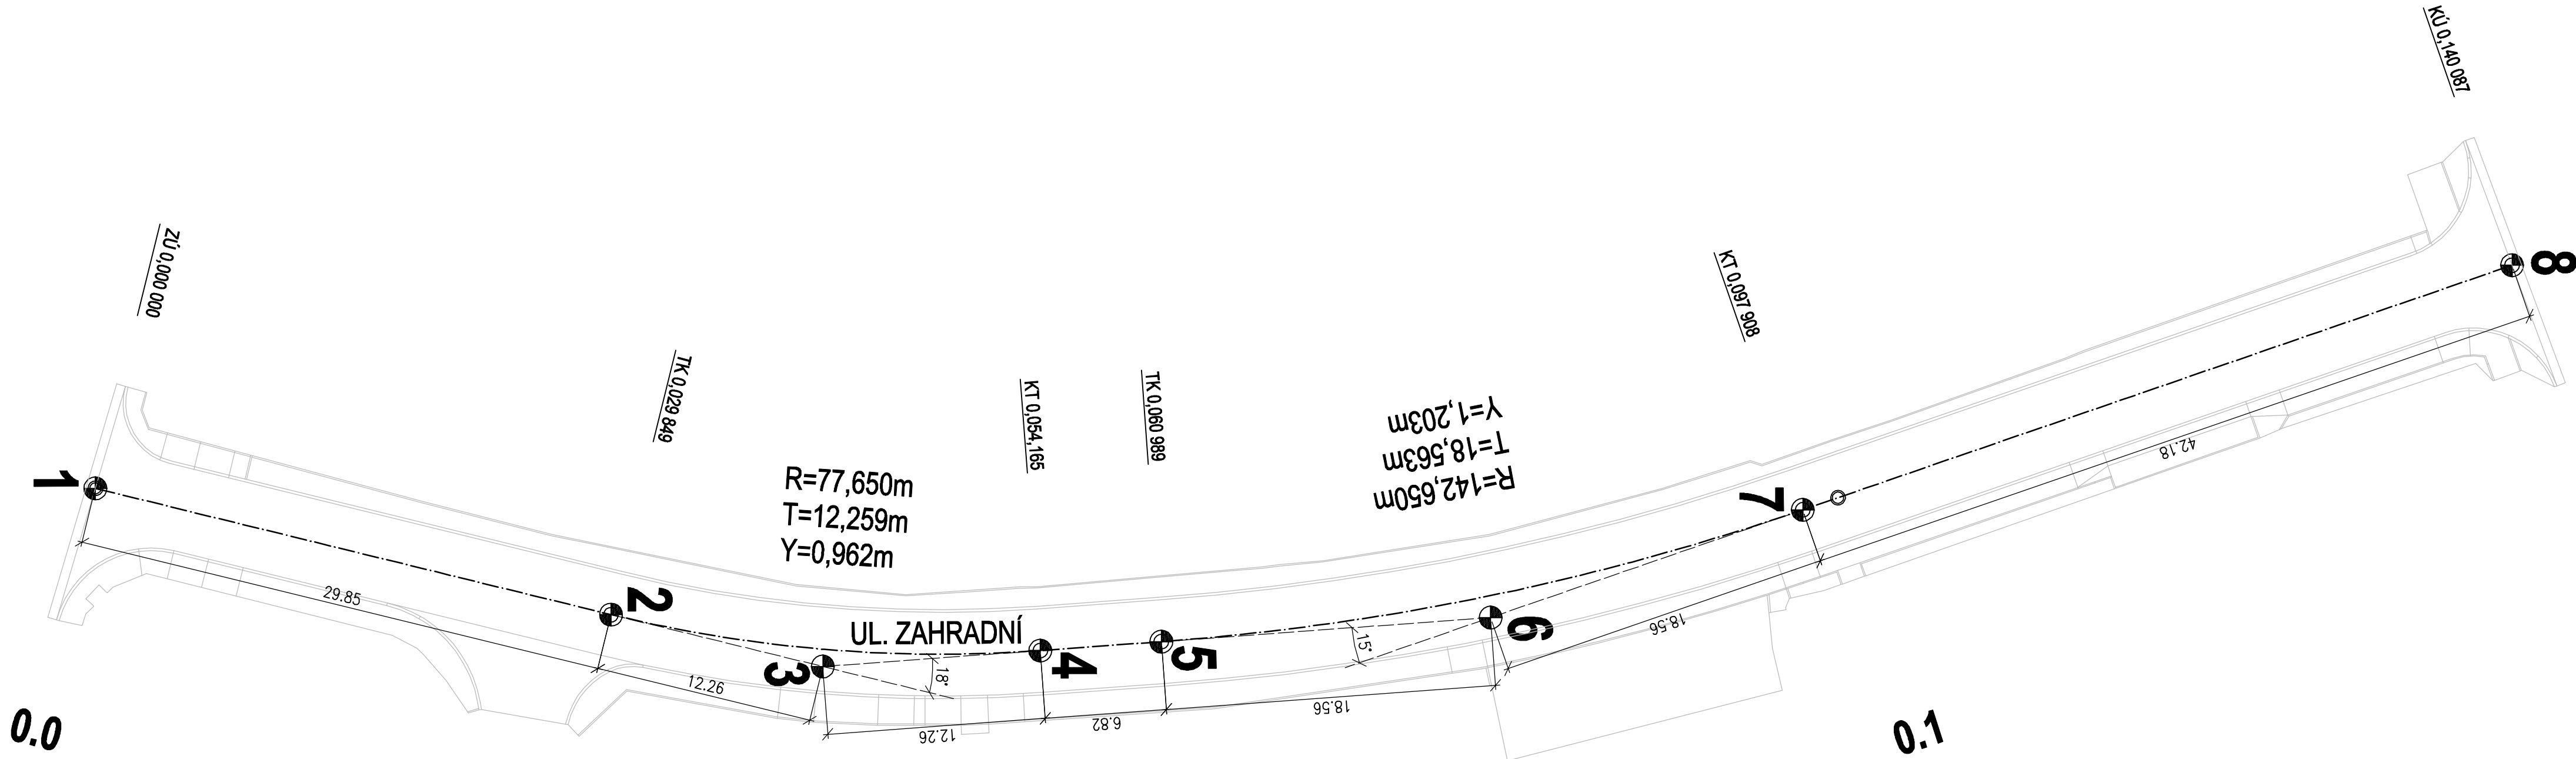 KÚ 0,140 087
ZÚ 0,000 000
KT 0,097 908
TK 0,029 849
KT 0,054,165
TK 0,060 989
R=142,650m
T=18,563m
Y=1,203m
R=77,650m
T=12,259m
Y=0,962m
1
2
3
4
5
6
7
8
UL. ZAHRADNÍ
18°
15°
29.85
12.26
12.26
6.82
18.56
18.56
42.18
0.0
0.1